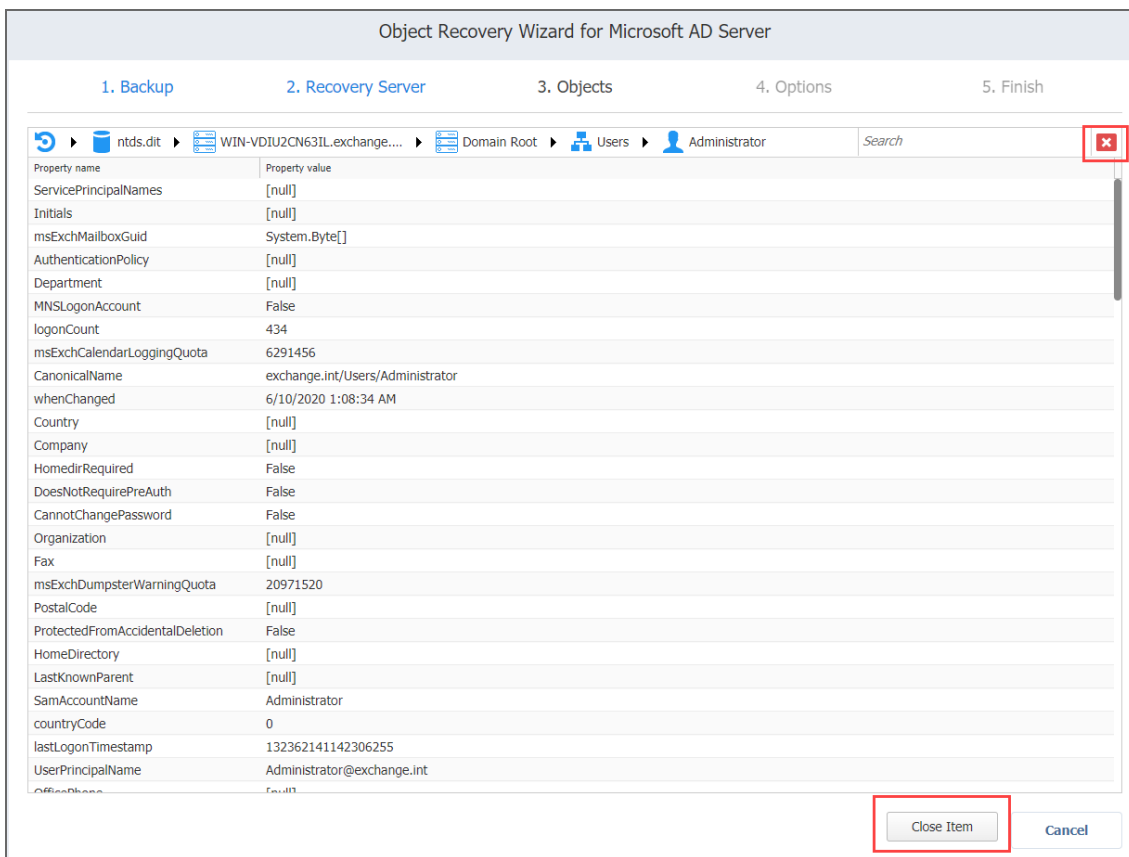 Object Recovery Wizard for Microsoft AD Server
1. Backup 2. Recovery Server 3. Objects 4. Options 5. Finish
ntds.dit WIN-VDIU2CN63IL.exchange.... Domain Root Users Administrator Search
Property name Property value
ServicePrincipalNames [null]
Initials [null]
msExchMailboxGuid System.Byte[]
AuthenticationPolicy [null]
Department [null]
MNSLogonAccount False
logonCount 434
msExchCalendarLoggingQuota 6291456
CanonicalName exchange.int/Users/Administrator
whenChanged 6/10/2020 1:08:34 AM
Country [null]
Company [null]
HomedirRequired False
DoesNotRequirePreAuth False
CannotChangePassword False
Organization [null]
Fax [null]
msExchDumpsterWarningQuota 20971520
PostalCode [null]
ProtectedFromAccidentalDeletion False
HomeDirectory [null]
LastKnownParent [null]
SamAccountName Administrator
countryCode 0
lastLogonTimestamp 132362141142306255
UserPrincipalName Administrator@exchange.int
OfficePhone [null]
Close Item Cancel